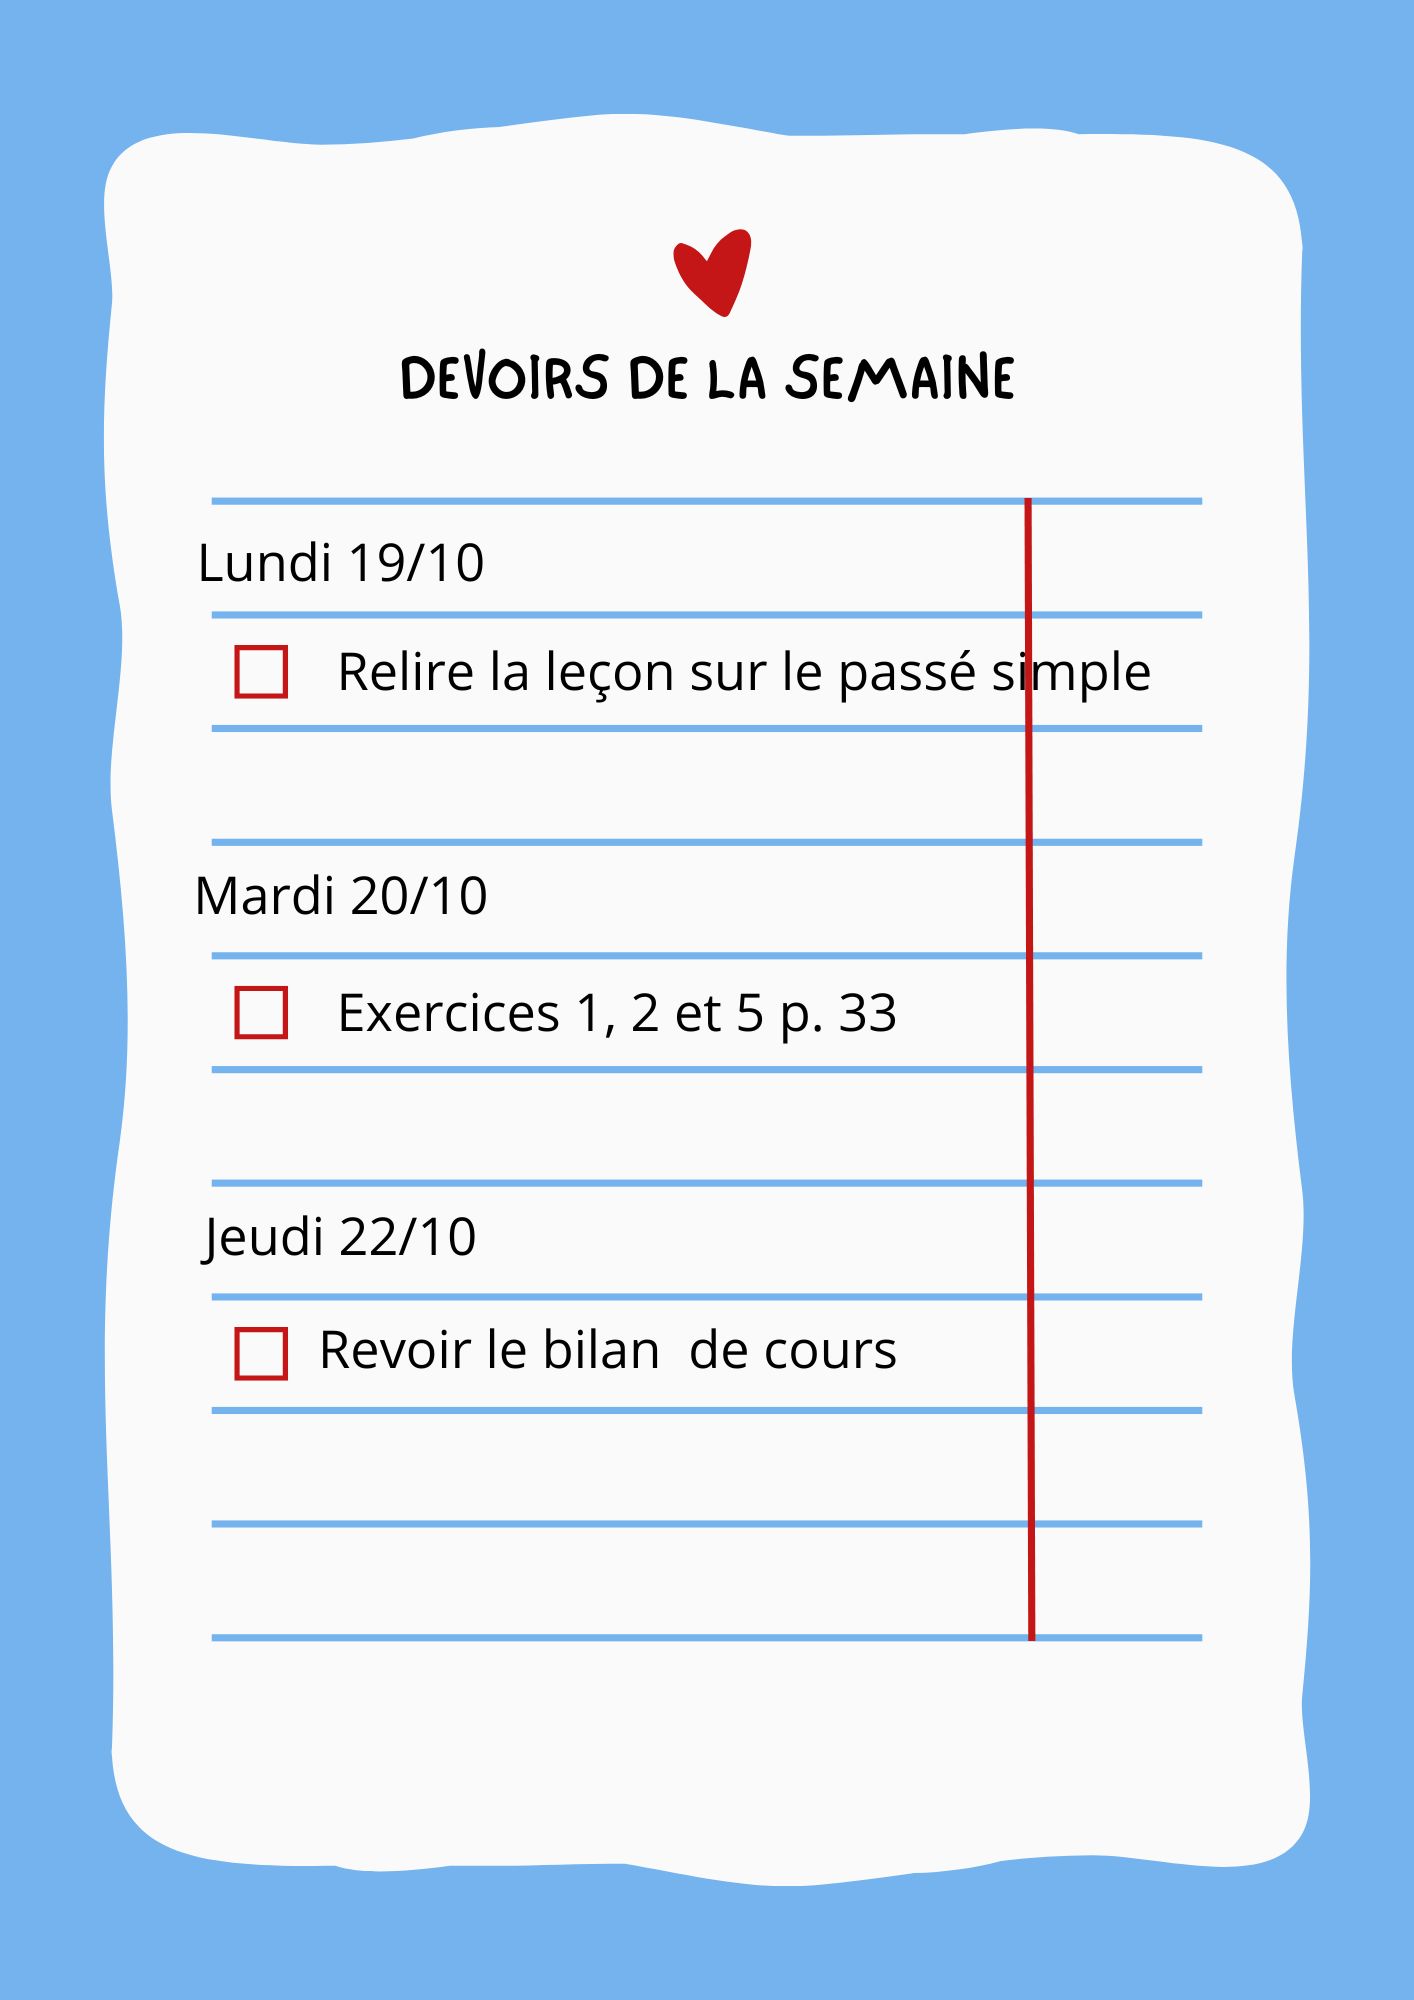 DEVOIRS DE LA SEMAINE
Lundi 19/10
Relire la leçon sur le passé simple
Mardi 20/10
Exercices 1, 2 et 5 p. 33
Jeudi 22/10
Revoir le bilan  de cours